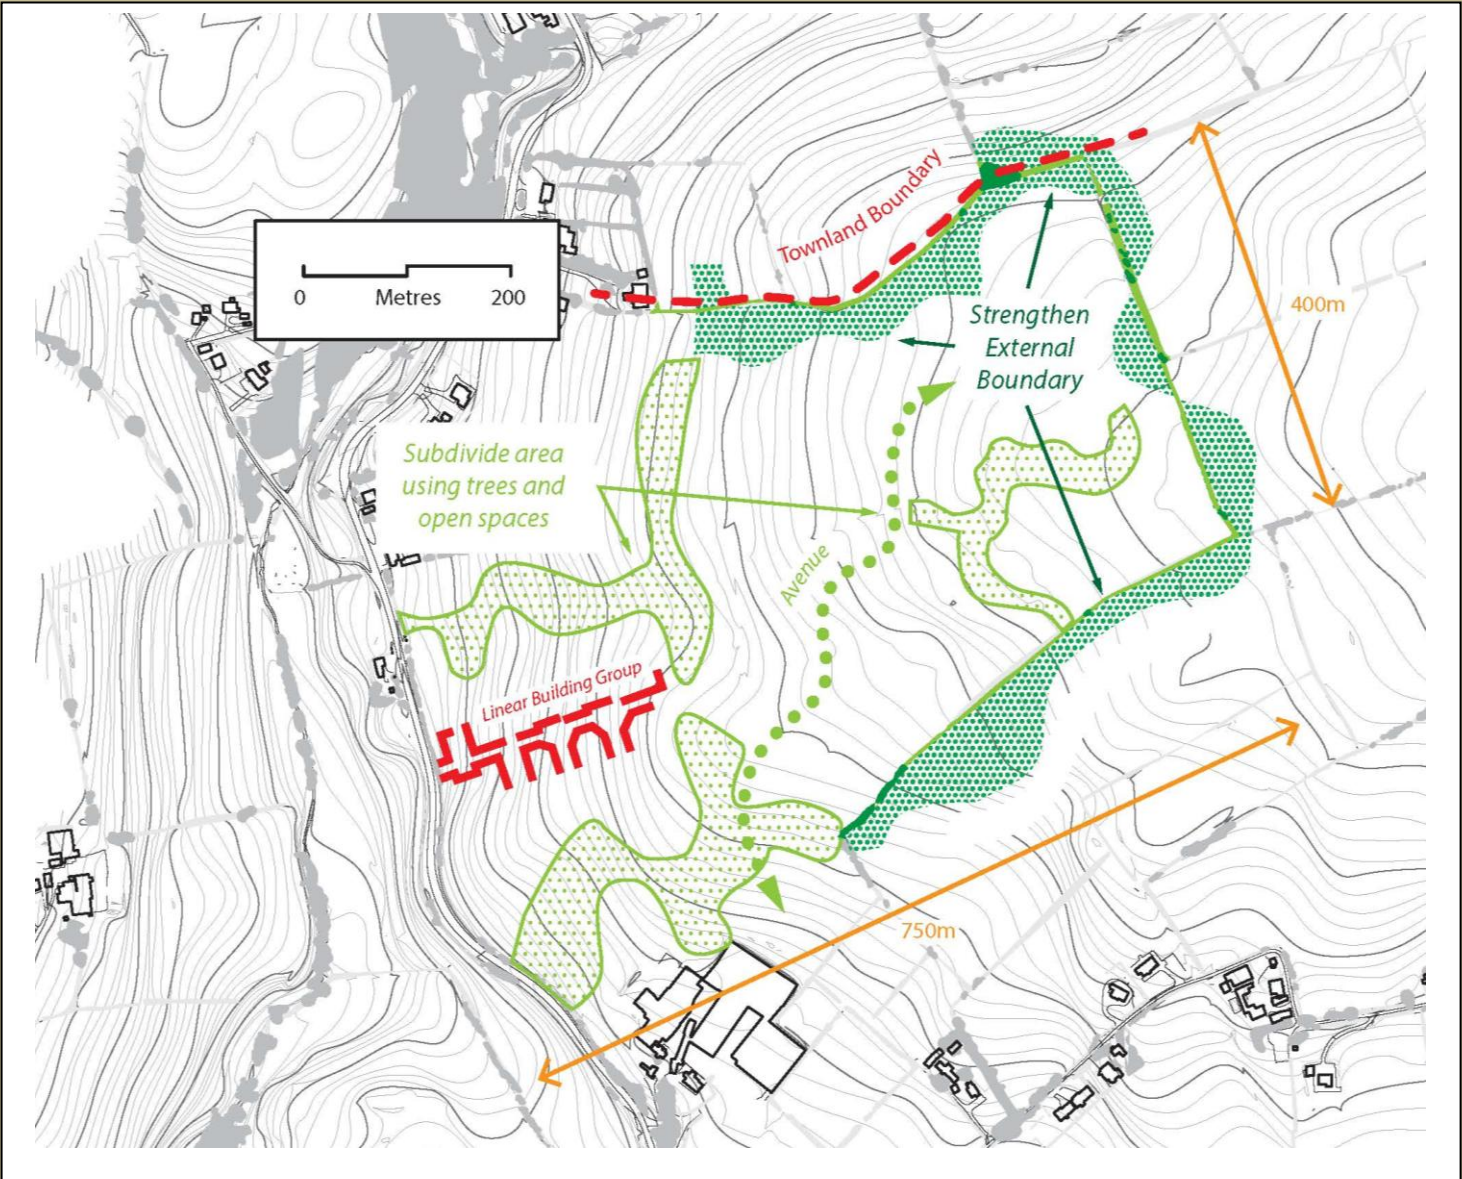 Townland Boundary
0 Metres 200
400m
Strengthen
External
Boundary
Subdivide area
using trees and
open spaces
Avenue
Linear Building Group
750m